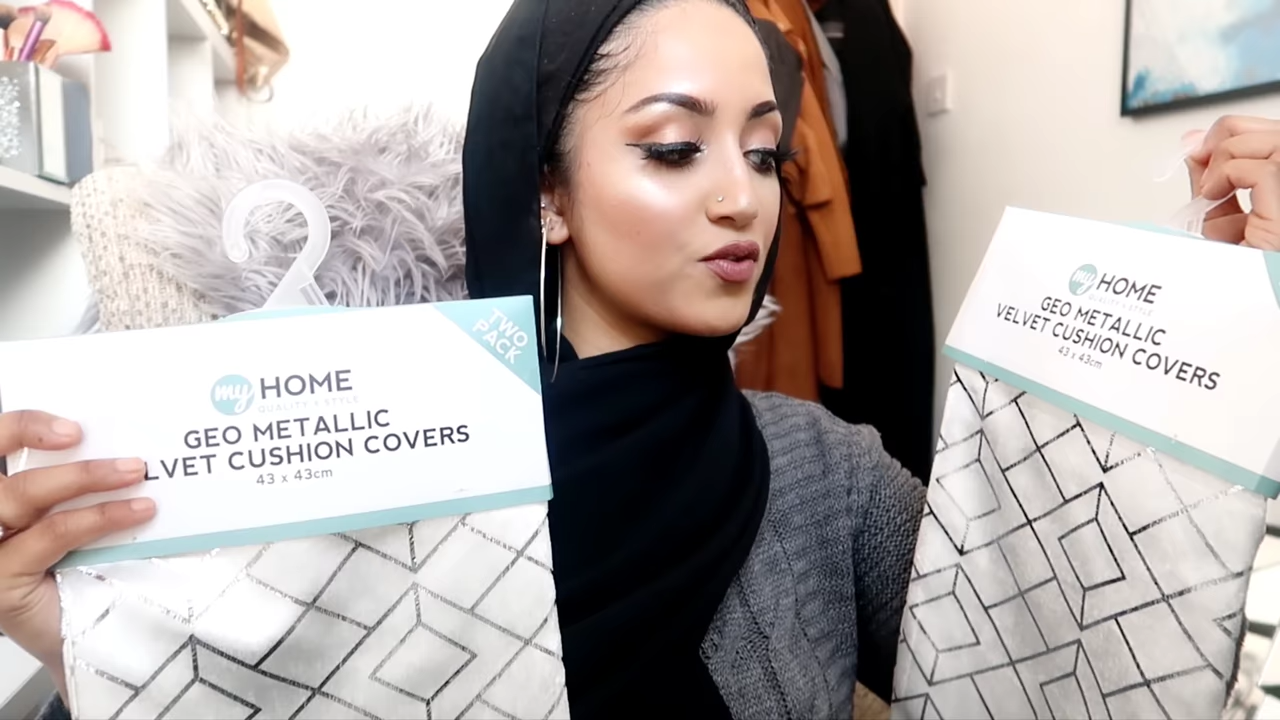 TWO
PACK
my HOME
QUALITY + STYLE
GEO METALLIC
LVET CUSHION COVERS
43 x 43cm
my HOME
QUALITY + STYLE
GEO METALLIC
VELVET CUSHION COVERS
43 x 43cm